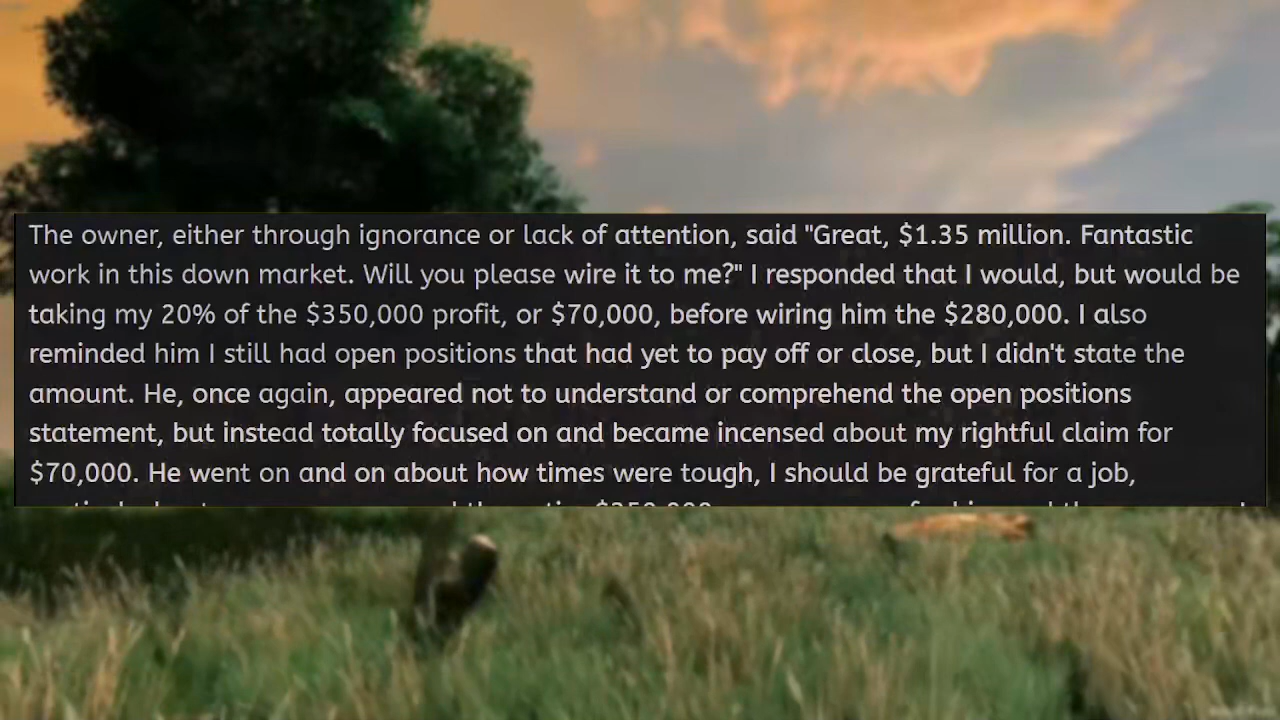 The owner, either through ignorance or lack of attention, said "Great, $1.35 million. Fantastic
work in this down market. Will you please wire it to me?" I responded that I would, but would be
taking my 20% of the $350,000 profit, or $70,000, before wiring him the $280,000. I also
reminded him I still had open positions that had yet to pay off or close, but I didn't state the
amount. He, once again, appeared not to understand or comprehend the open positions
statement, but instead totally focused on and became incensed about my rightful claim for
$70,000. He went on and on about how times were tough, I should be grateful for a job,